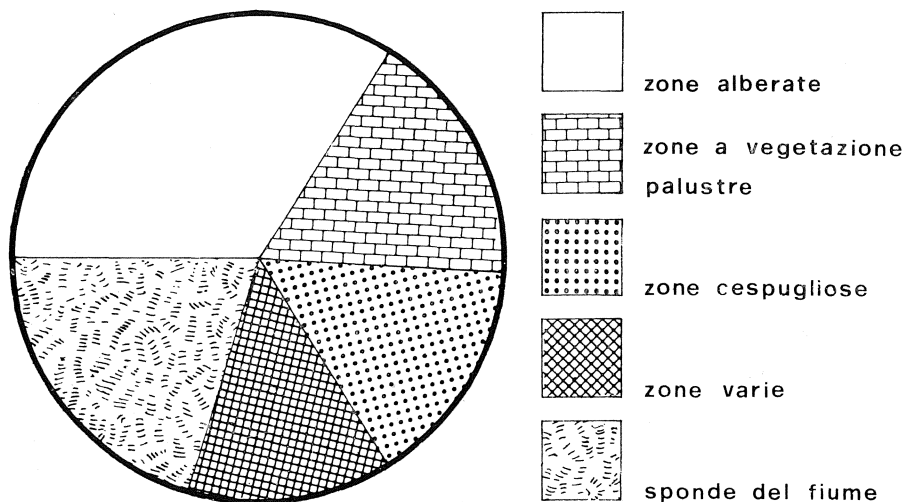 zone alberate
zone a vegetazione
palustre
zone cespugliose
zone varie
sponde del fiume